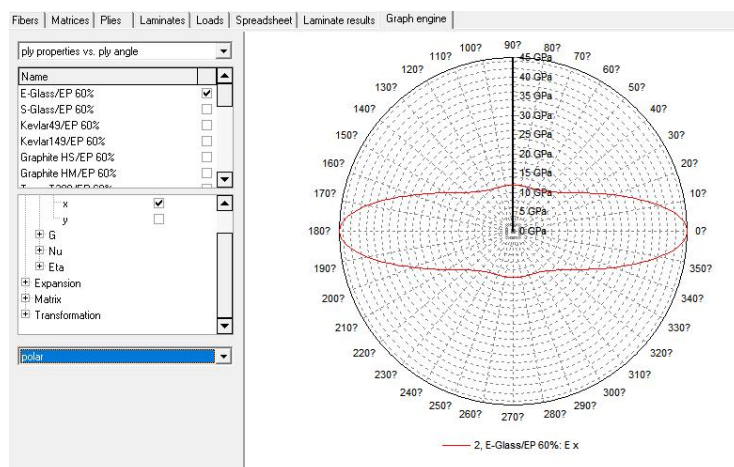 Fibers Matrices Plies Laminates Loads Spreadsheet Laminate results Graph engine
ply properties vs. ply angle
Name
E-Glass/EP 60%
S-Glass/EP 60%
Kevlar49/EP 60%
Kevlar149/EP 60%
Graphite HS/EP 60%
Graphite HM/EP 60%
x
y
G
Nu
Eta
Expansion
Matrix
Transformation
polar
90?
100? 80?
110? 70?
120? 60?
130? 50?
140? 40?
150? 30?
160? 20?
170? 10?
180? 0?
190? 350?
200? 340?
210? 330?
220? 320?
230? 310?
240? 300?
250? 290?
260? 280?
270?
45 GPa
40 GPa
35 GPa
30 GPa
25 GPa
20 GPa
15 GPa
10 GPa
5 GPa
0 GPa
2, E-Glass/EP 60%: E x